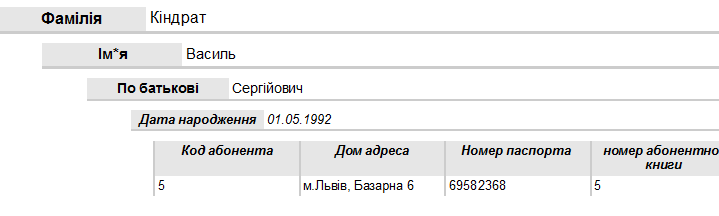 Фамілія Кіндрат
Ім*я Василь
По батькові Сергійович
Дата народження 01.05.1992
Код абонента Дом адреса Номер паспорта номер абонентно
книги
5 м.Львів, Базарна 6 69582368 5